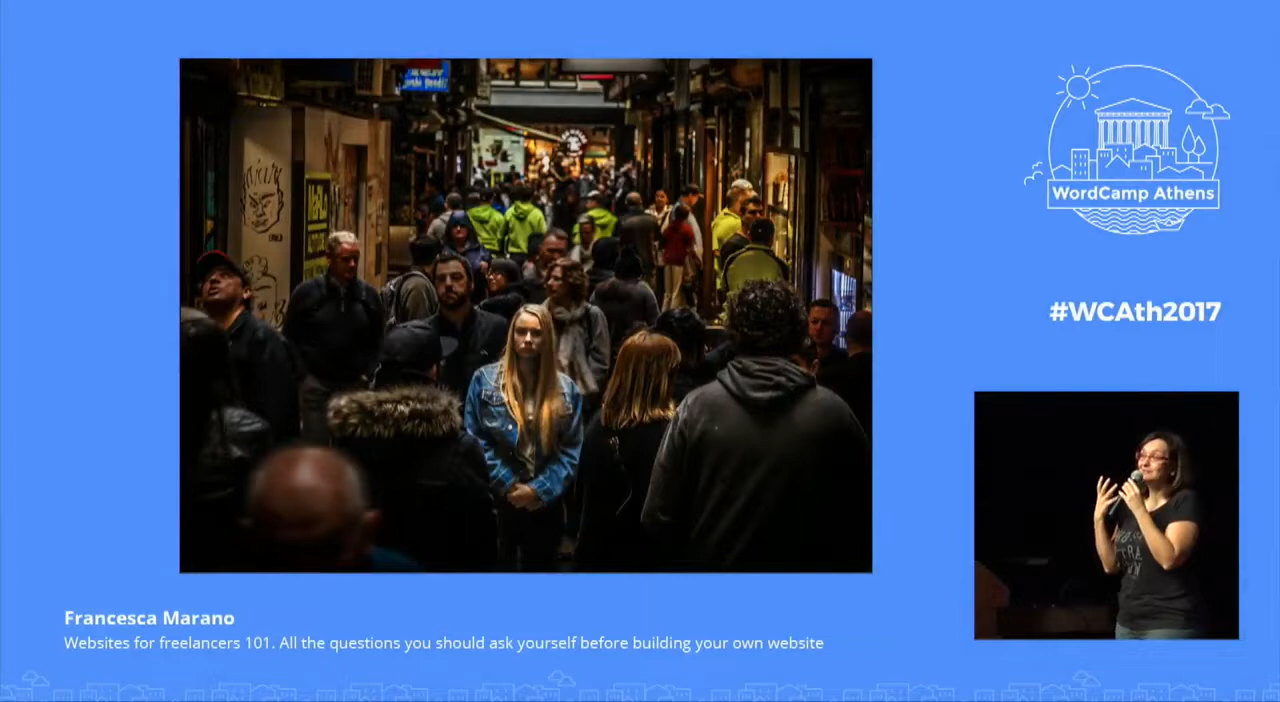 WordCamp Athens
#WCAth2017
Francesca Marano
Websites for freelancers 101. All the questions you should ask yourself before building your own website